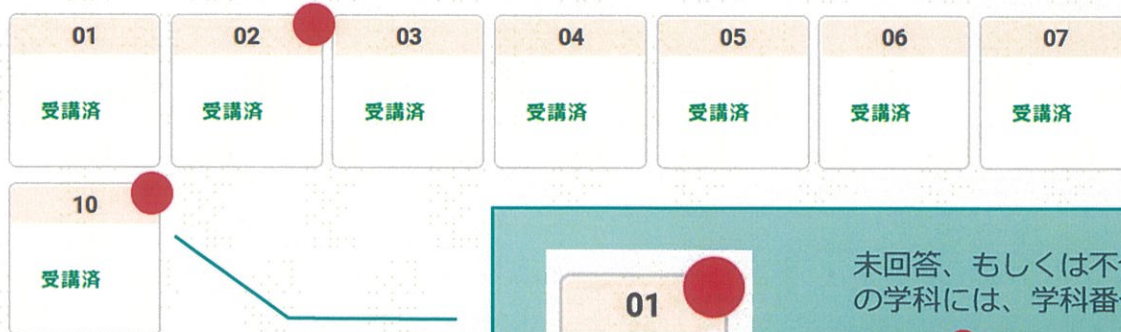 01 02 03 04 05 06 07
受講済 受講済 受講済 受講済 受講済 受講済 受講済
10
受講済
01
未回答、もしくは不
の学科には、学科番